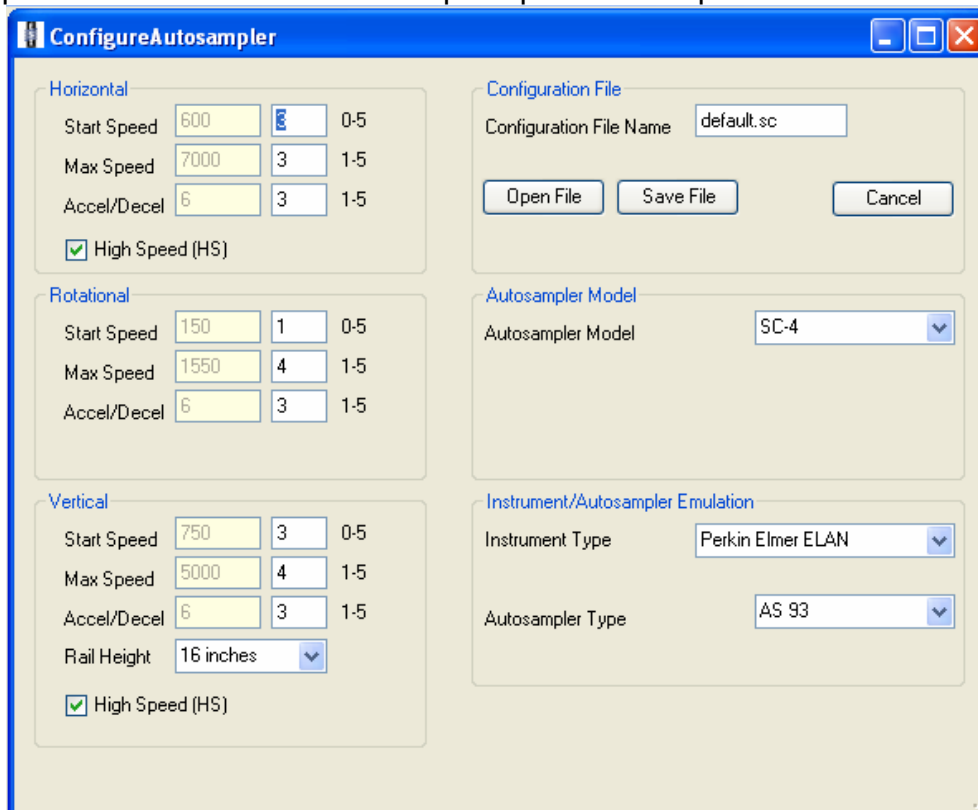 ConfigureAutosampler
Horizontal
Start Speed 600 3 0-5
Max Speed 7000 3 1-5
Accel/Decel 6 3 1-5
High Speed (HS)
Rotational
Start Speed 150 1 0-5
Max Speed 1550 4 1-5
Accel/Decel 6 3 1-5
Vertical
Start Speed 750 3 0-5
Max Speed 5000 4 1-5
Accel/Decel 6 3 1-5
Rail Height 16 inches
High Speed (HS)
Configuration File
Configuration File Name default.sc
Open File Save File Cancel
Autosampler Model
Autosampler Model SC-4
Instrument/Autosampler Emulation
Instrument Type Perkin Elmer ELAN
Autosampler Type AS 93